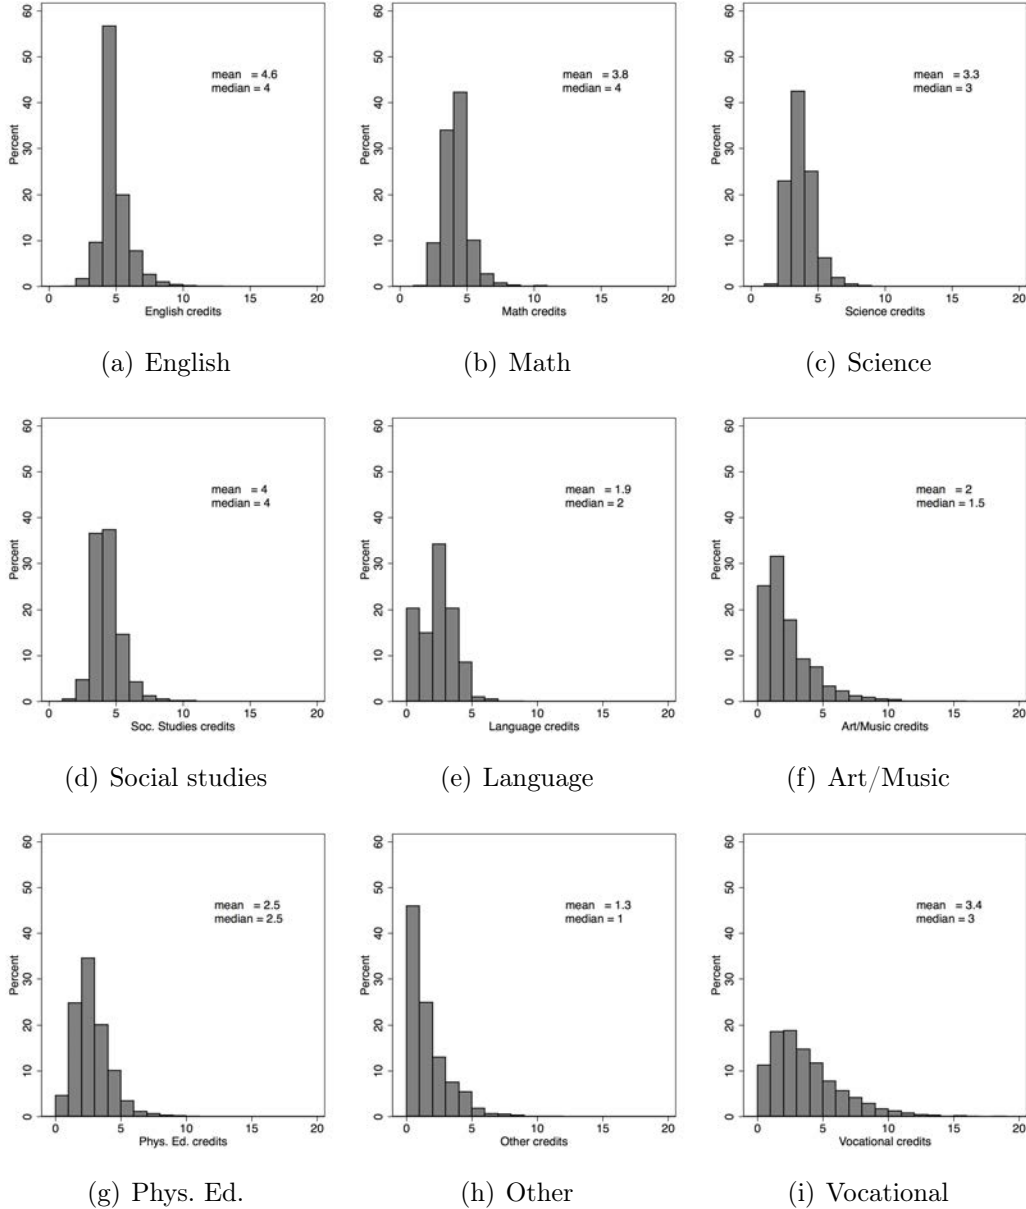 60
50
40
30
20
10
0
Percent
mean = 4.6
median = 4
0 5 10 15 20
English credits
60
50
40
30
20
10
0
Percent
mean = 3.8
median = 4
0 5 10 15 20
Math credits
60
50
40
30
20
10
0
Percent
mean = 3.3
median = 3
0 5 10 15 20
Science credits
(a) English
(b) Math
(c) Science
60
50
40
30
20
10
0
Percent
mean = 4
median = 4
0 5 10 15 20
Soc. Studies credits
60
50
40
30
20
10
0
Percent
mean = 1.9
median = 2
0 5 10 15 20
Language credits
60
50
40
30
20
10
0
Percent
mean = 2
median = 1.5
0 5 10 15 20
Art/Music credits
(d) Social studies
(e) Language
(f) Art/Music
60
50
40
30
20
10
0
Percent
mean = 2.5
median = 2.5
0 5 10 15 20
Phys. Ed. credits
60
50
40
30
20
10
0
Percent
mean = 1.3
median = 1
0 5 10 15 20
Other credits
60
50
40
30
20
10
0
Percent
mean = 3.4
median = 3
0 5 10 15 20
Vocational credits
(g) Phys. Ed.
(h) Other
(i) Vocational